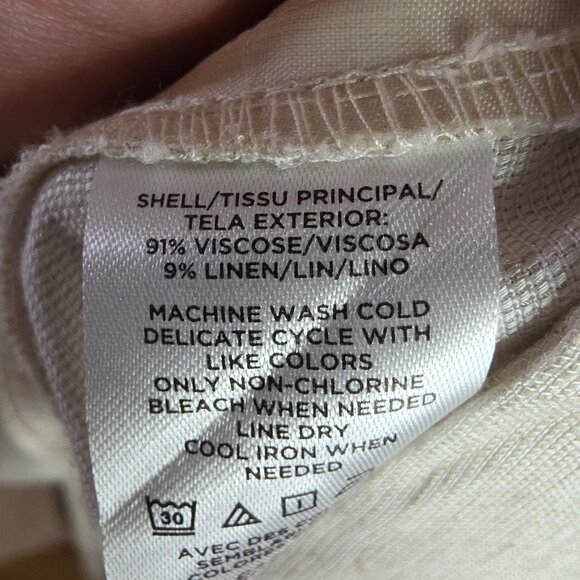 SHELL/TISSU PRINCIPAL/
TELA EXTERIOR:
91% VISCOSE/VISCOSA
9% LINEN/LIN/LINO
MACHINE WASH COLD
DELICATE CYCLE WITH
LIKE COLORS
ONLY NON-CHLORINE
BLEACH WHEN NEEDED
LINE DRY
COOL IRON WHEN
NEEDED
30
AVEC DES